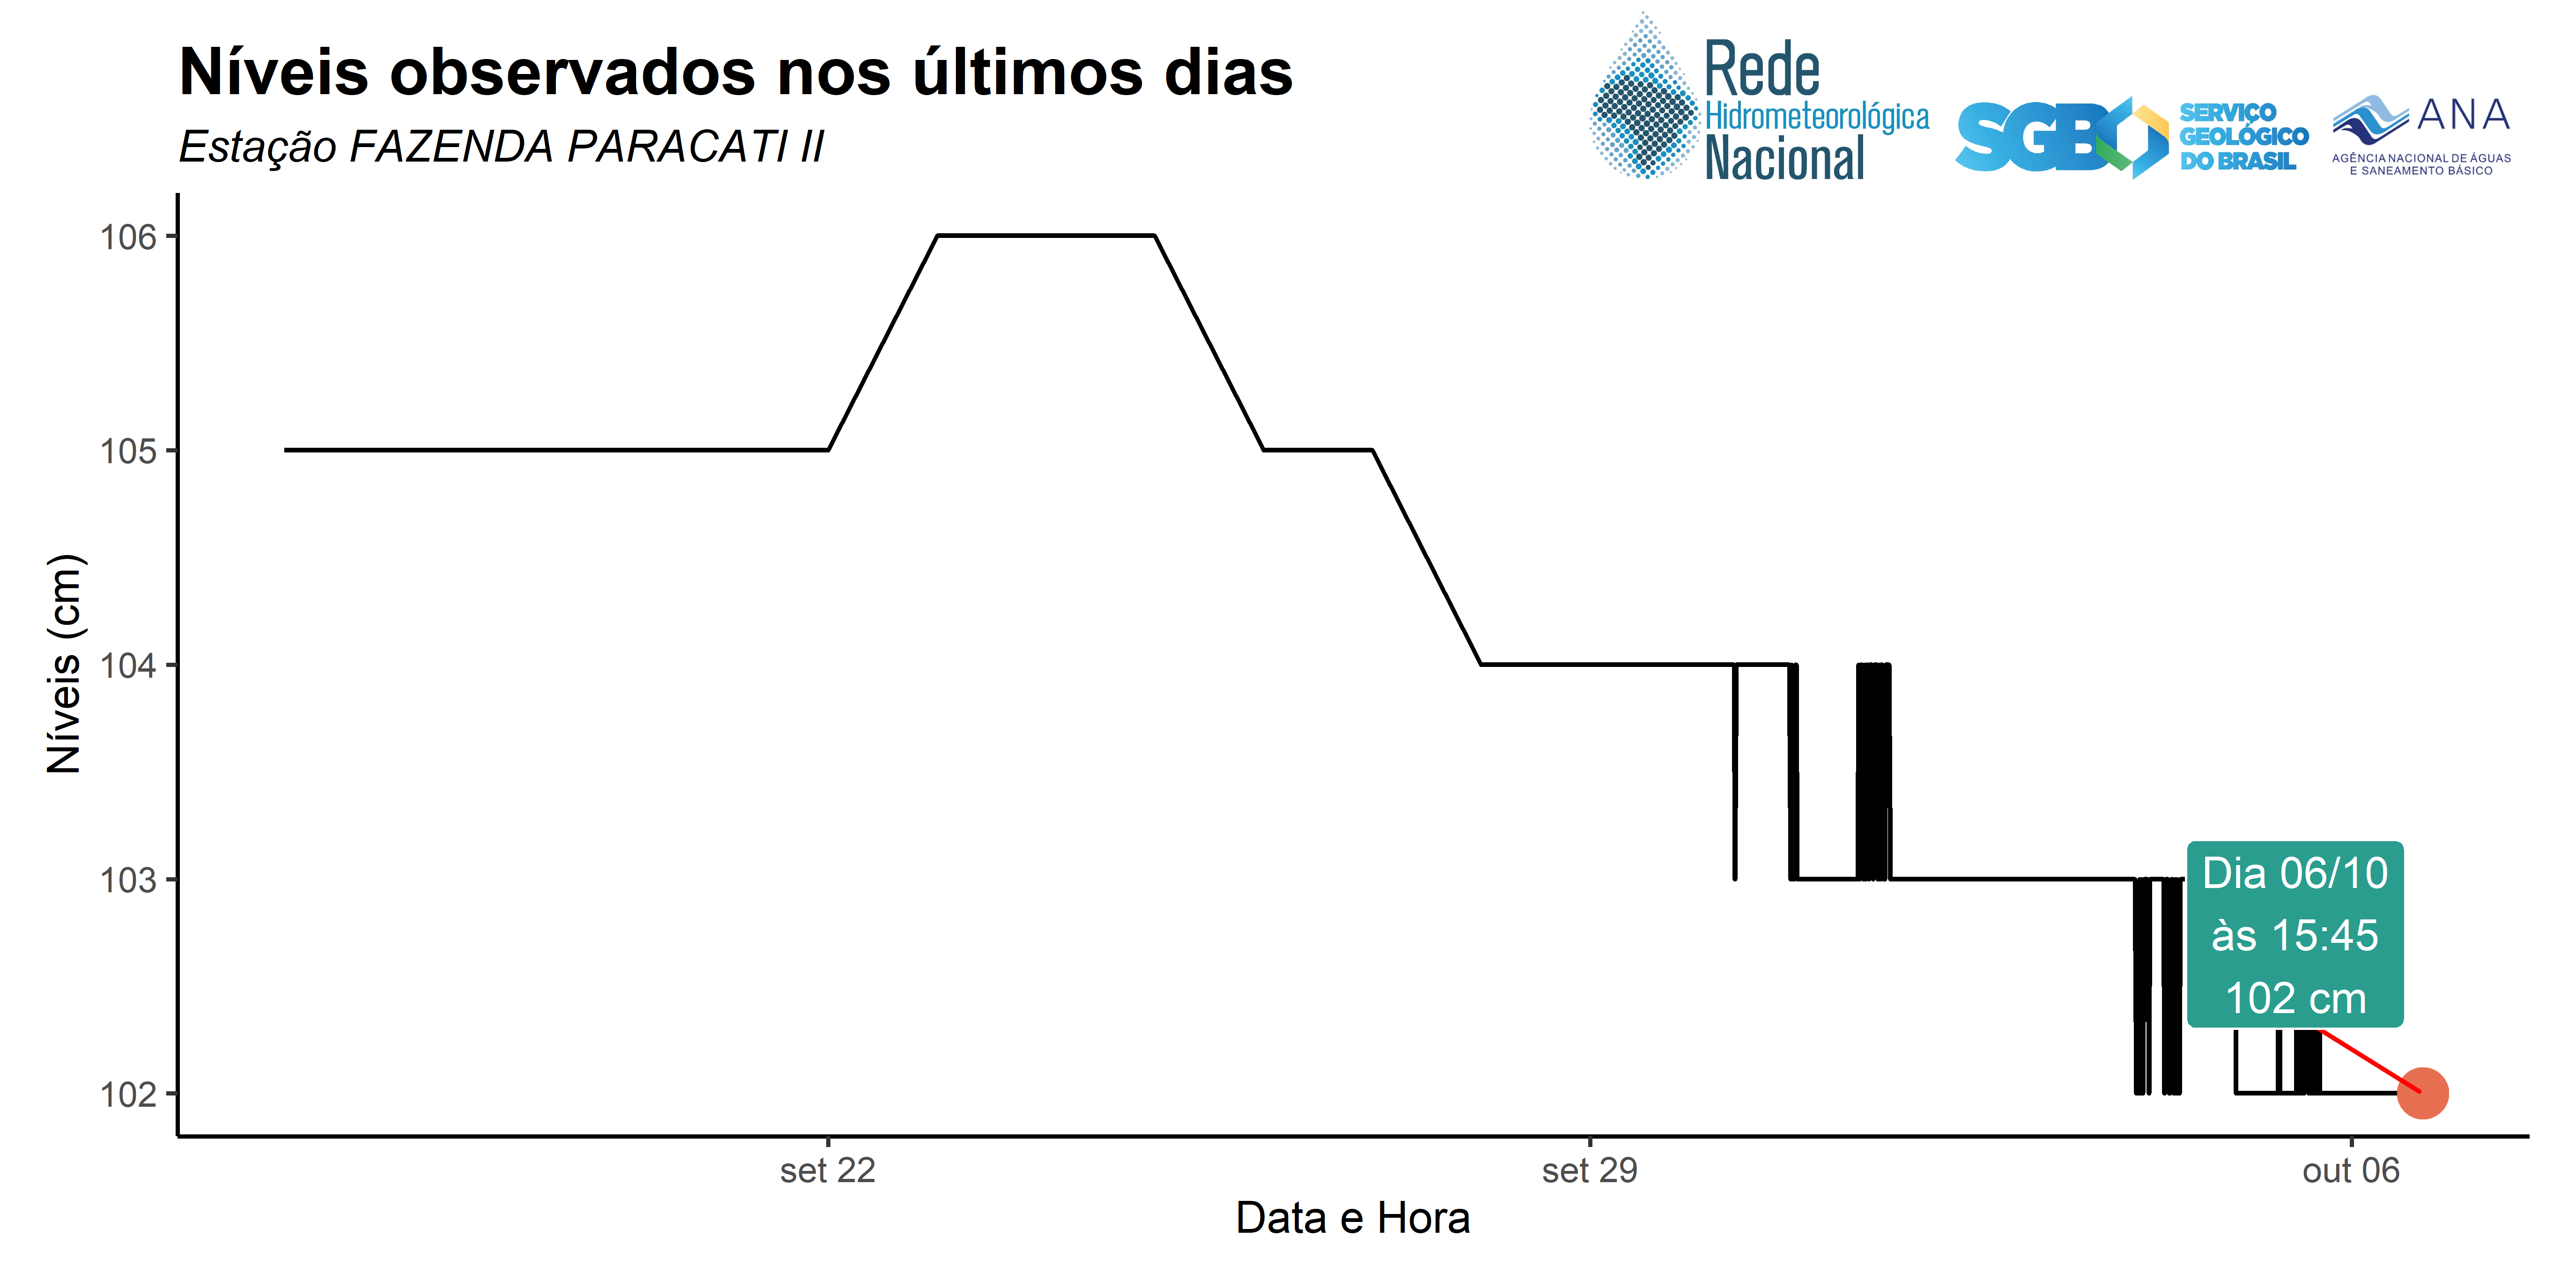 Níveis observados nos últimos dias
Estação FAZENDA PARACATI II
Rede
Hidrometeorológica
Nacional
SGB
SERVIÇO
GEOLÓGICO
DO BRASIL
ANA
AGÊNCIA NACIONAL DE ÁGUAS
E SANEAMENTO BÁSICO
106
105
104
103
102
Níveis (cm)
Dia 06/10
às 15:45
102 cm
set 22
set 29
out 06
Data e Hora